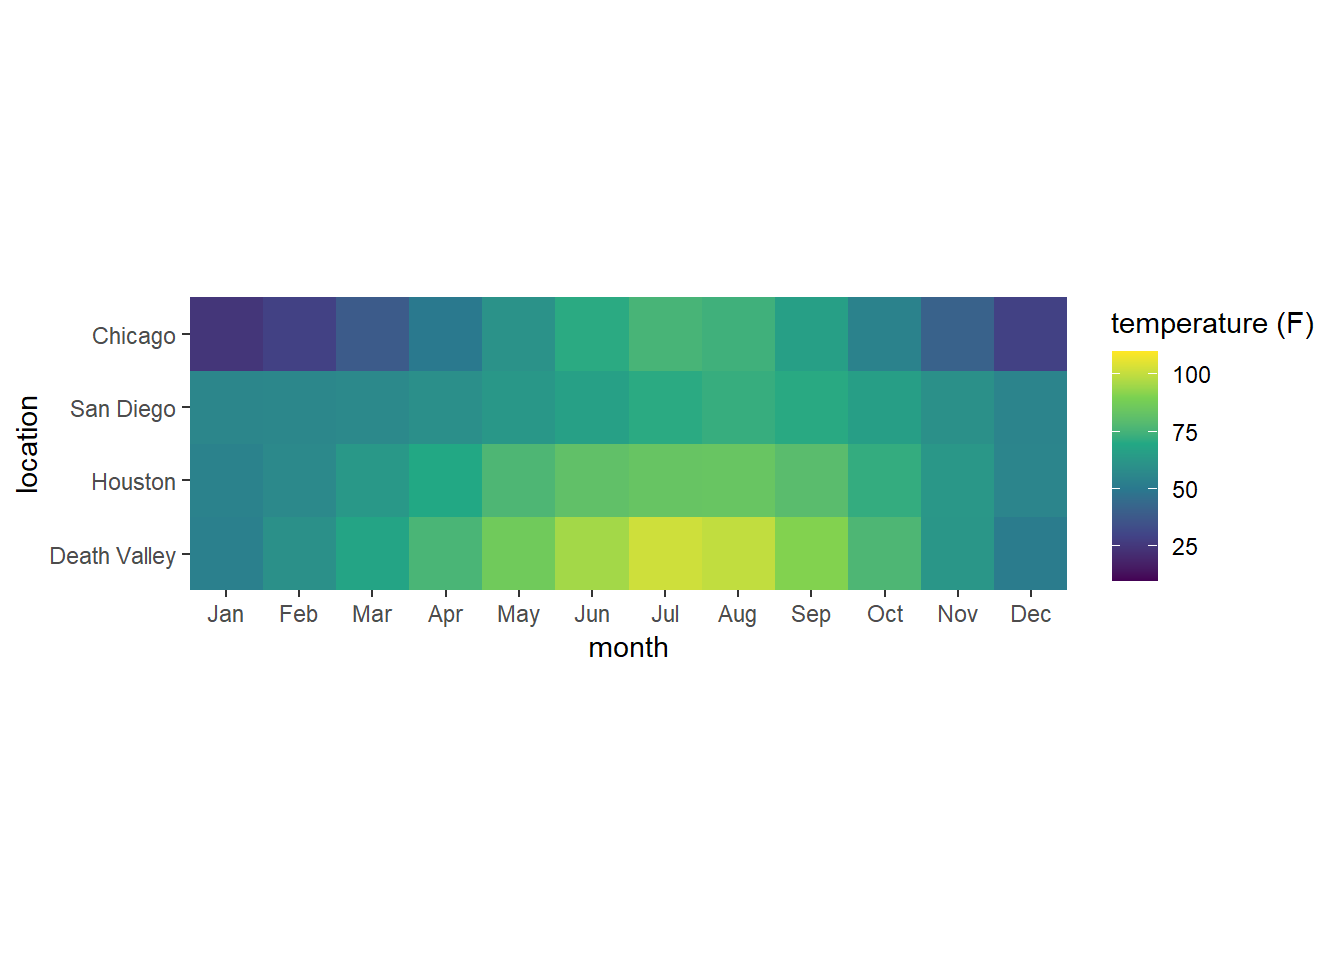 Chicago
San Diego
Houston
Death Valley
location
Jan Feb Mar Apr May Jun Jul Aug Sep Oct Nov Dec
month
temperature (F)
100
75
50
25